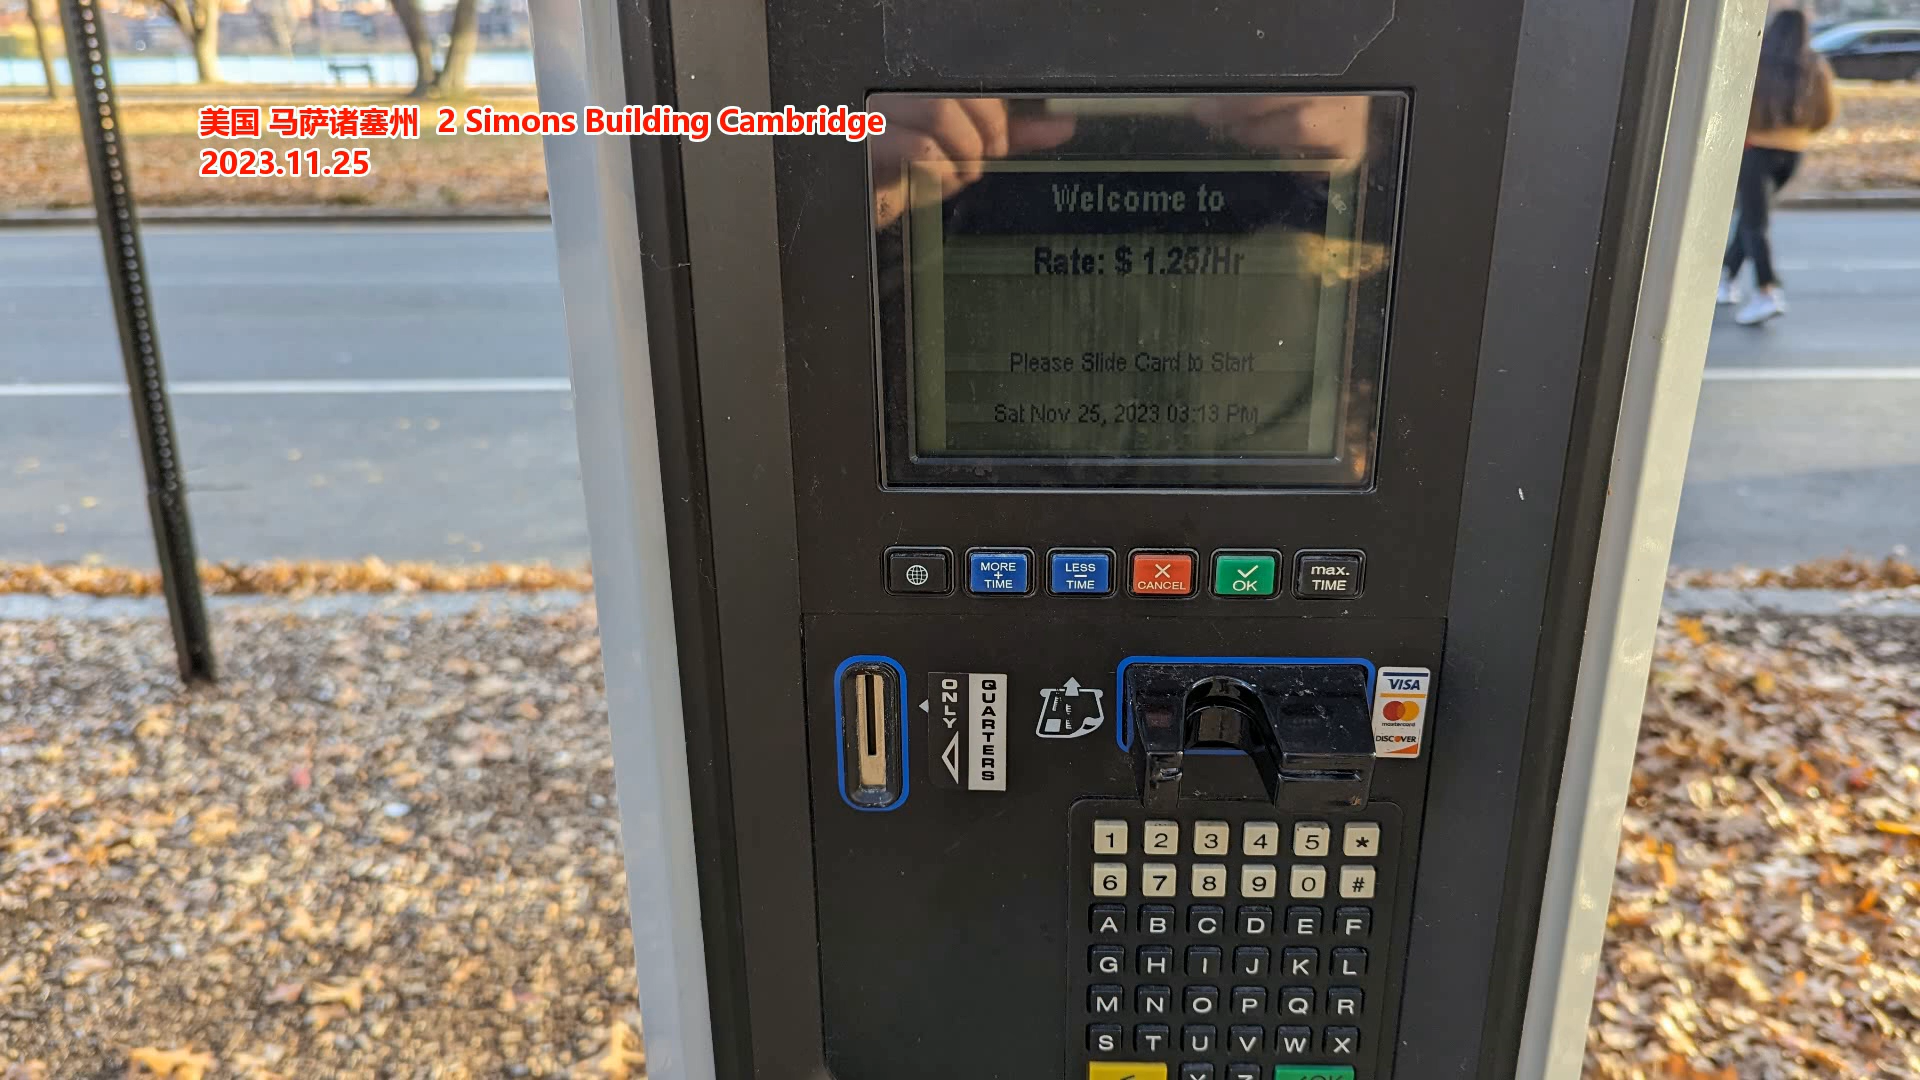 美国 马萨诸塞州 2 Simons Building Cambridge
2023.11.25
Welcome to
Rate: $ 1.25/Hr
Please Slide Card to Start
Sat Nov 25, 2023 03:13 PM
MORE
+
TIME
LESS
—
TIME
CANCEL
OK
max.
TIME
ONLY
QUARTERS
VISA
mastercard
DISCOVER
1 2 3 4 5 *
6 7 8 9 0 #
A B C D E F
G H I J K L
M N O P Q R
S T U V W X
Y Z OK